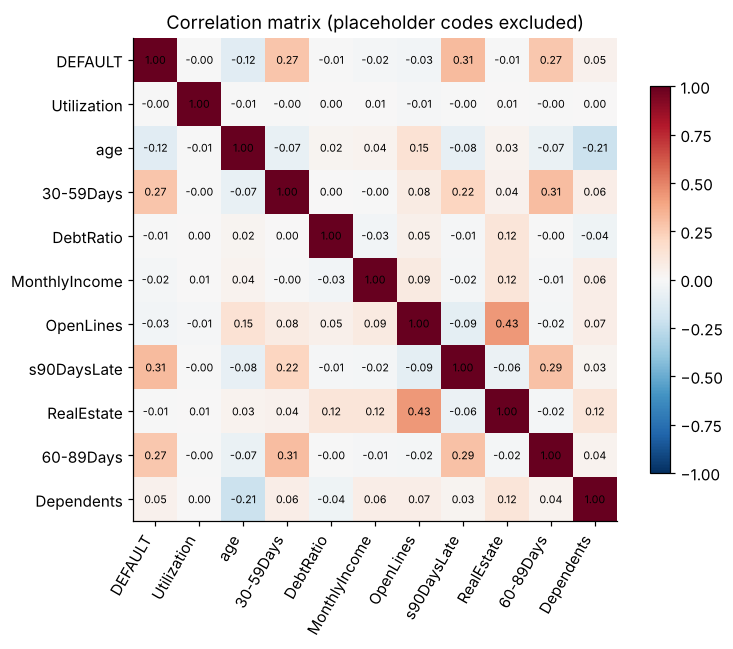 Correlation matrix (placeholder codes excluded)
DEFAULT 1.00 -0.00 -0.12 0.27 -0.01 -0.02 -0.03 0.31 -0.01 0.27 0.05
Utilization -0.00 1.00 -0.01 -0.00 0.00 0.01 -0.01 -0.00 0.01 -0.00 0.00
age -0.12 -0.01 1.00 -0.07 0.02 0.04 0.15 -0.08 0.03 -0.07 -0.21
30-59Days 0.27 -0.00 -0.07 1.00 0.00 -0.00 0.08 0.22 0.04 0.31 0.06
DebtRatio -0.01 0.00 0.02 0.00 1.00 -0.03 0.05 -0.01 0.12 -0.00 -0.04
MonthlyIncome -0.02 0.01 0.04 -0.00 -0.03 1.00 0.09 -0.02 0.12 -0.01 0.06
OpenLines -0.03 -0.01 0.15 0.08 0.05 0.09 1.00 -0.09 0.43 -0.02 0.07
s90DaysLate 0.31 -0.00 -0.08 0.22 -0.01 -0.02 -0.09 1.00 -0.06 0.29 0.03
RealEstate -0.01 0.01 0.03 0.04 0.12 0.12 0.43 -0.06 1.00 -0.02 0.12
60-89Days 0.27 -0.00 -0.07 0.31 -0.00 -0.01 -0.02 0.29 -0.02 1.00 0.04
Dependents 0.05 0.00 -0.21 0.06 -0.04 0.06 0.07 0.03 0.12 0.04 1.00
DEFAULT
Utilization
age
30-59Days
DebtRatio
MonthlyIncome
OpenLines
s90DaysLate
RealEstate
60-89Days
Dependents
1.00
0.75
0.50
0.25
0.00
−0.25
−0.50
−0.75
−1.00